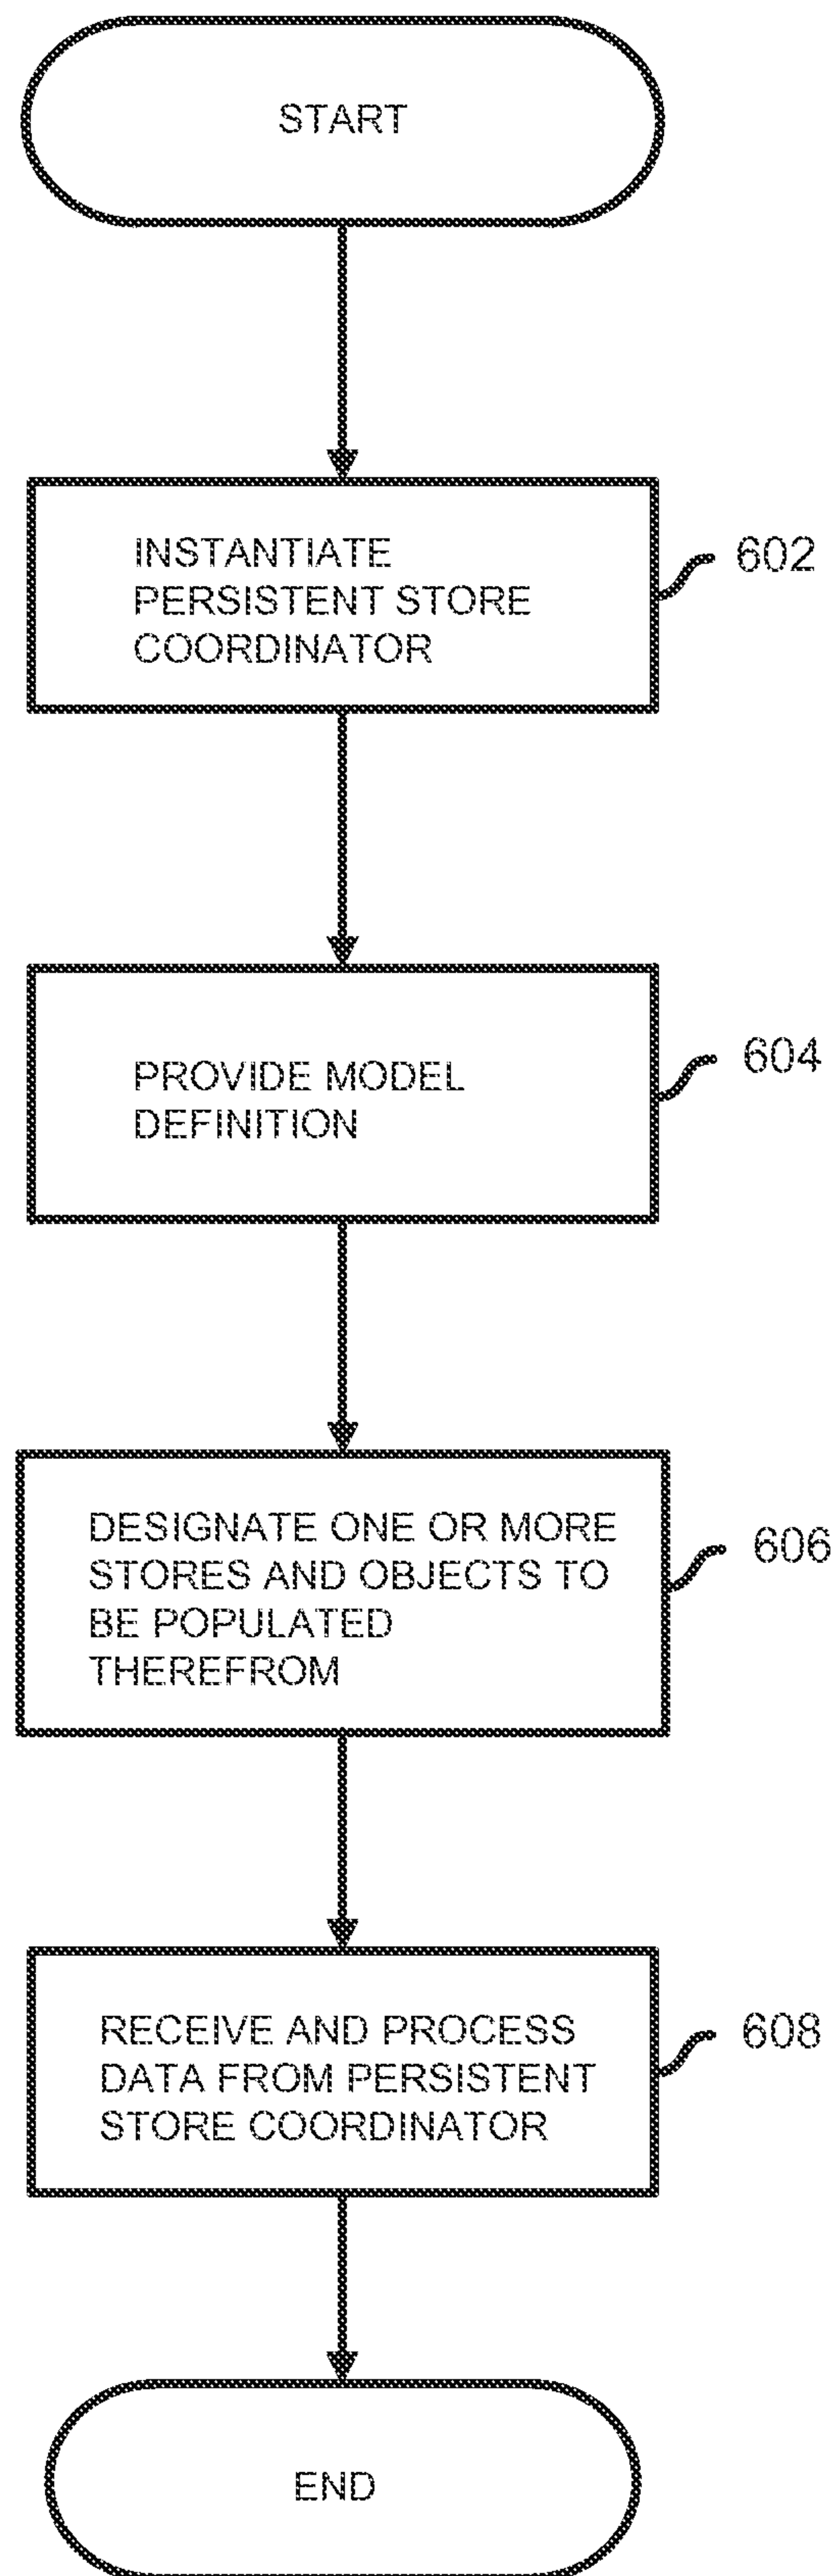 START
INSTANTIATE
PERSISTENT STORE
COORDINATOR
602
PROVIDE MODEL
DEFINITION
604
DESIGNATE ONE OR MORE
STORES AND OBJECTS TO
BE POPULATED
THEREFROM
606
RECEIVE AND PROCESS
DATA FROM PERSISTENT
STORE COORDINATOR
608
END